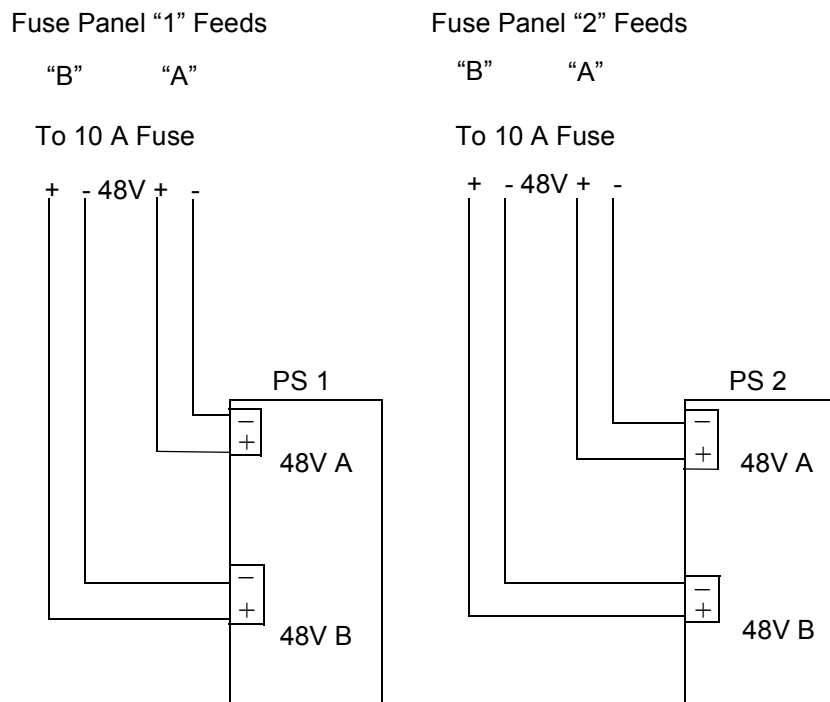 Fuse Panel “1” Feeds
“B” “A”
To 10 A Fuse
+ - 48V + -
PS 1
−
+
48V A
−
+
48V B
Fuse Panel “2” Feeds
“B” “A”
To 10 A Fuse
+ - 48V + -
PS 2
−
+
48V A
−
+
48V B